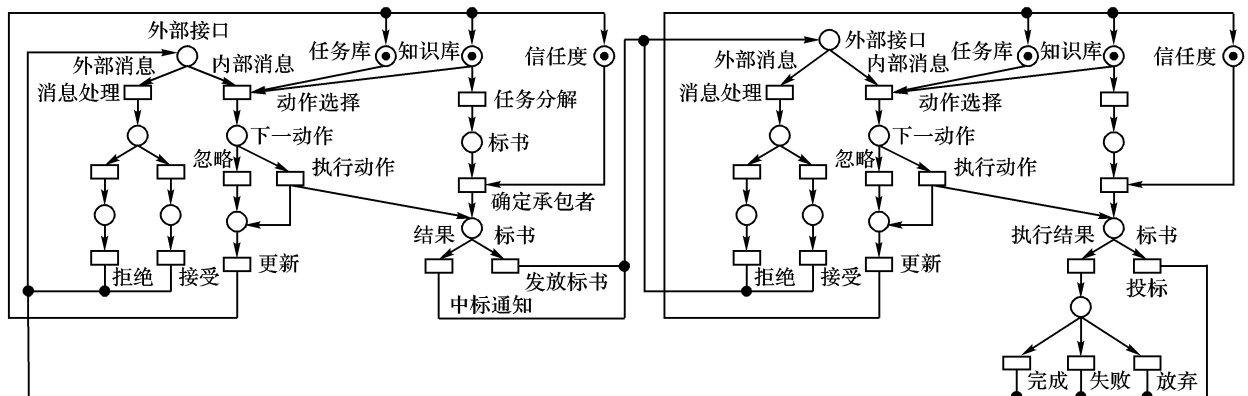 外部接口
任务库
知识库
信任度
外部消息
内部消息
消息处理
动作选择
任务分解
下一动作
标书
忽略
执行动作
确定承包者
结果
标书
拒绝
接受
更新
发放标书
中标通知
外部接口
任务库
知识库
信任度
外部消息
内部消息
消息处理
动作选择
下一动作
忽略
执行动作
执行结果
标书
拒绝
接受
更新
投标
完成
失败
放弃